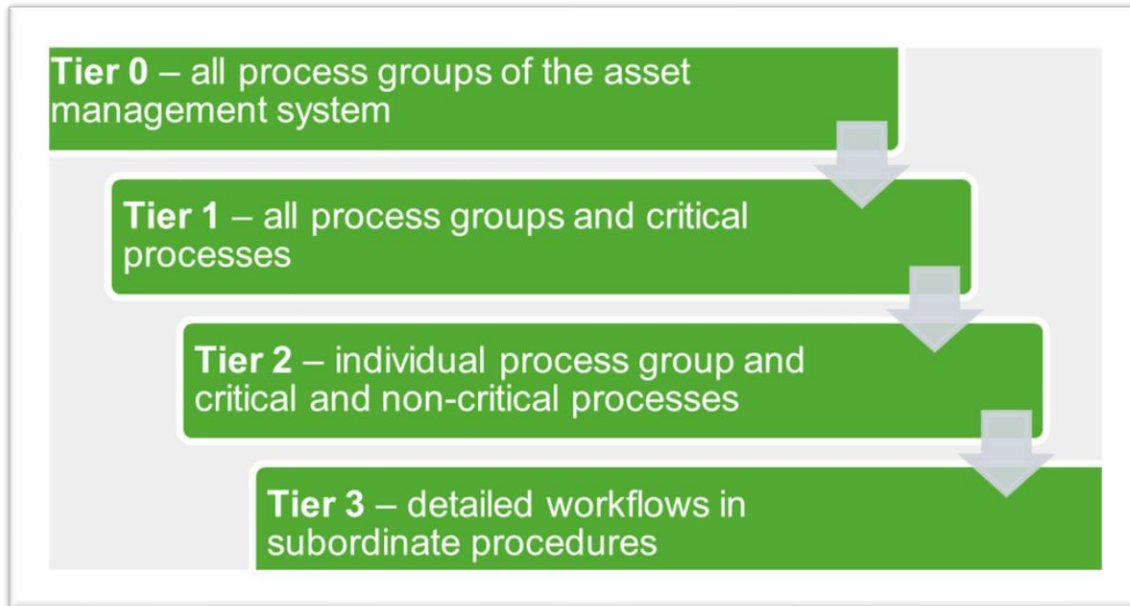 Tier 0 – all process groups of the asset
management system
Tier 1 – all process groups and critical
processes
Tier 2 – individual process group and
critical and non-critical processes
Tier 3 – detailed workflows in
subordinate procedures